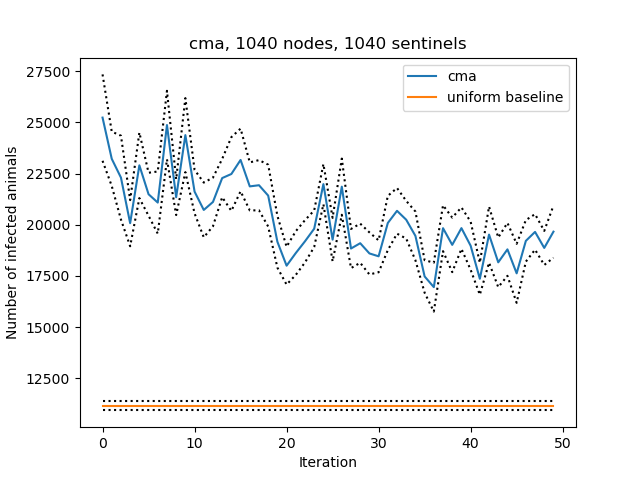 cma, 1040 nodes, 1040 sentinels
cma
uniform baseline
Number of infected animals
27500
25000
22500
20000
17500
15000
12500
0 10 20 30 40 50
Iteration